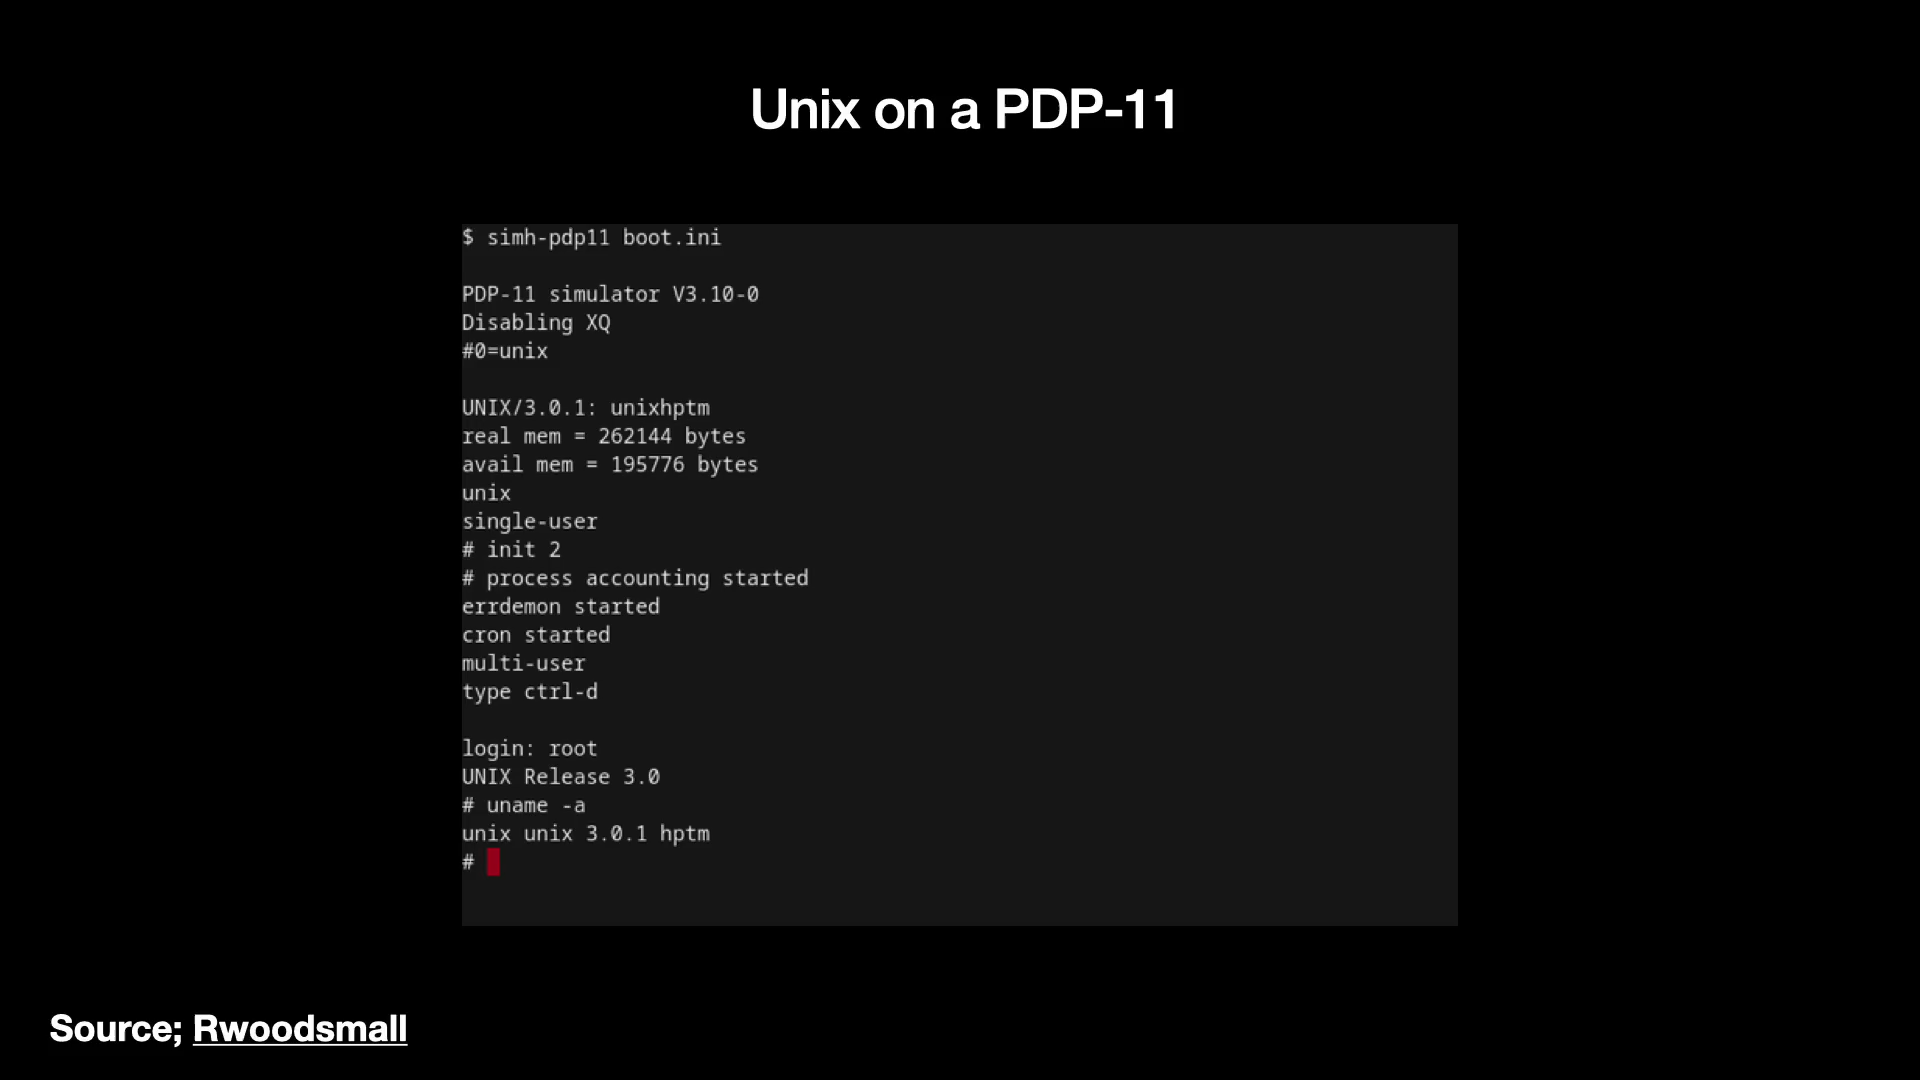 Unix on a PDP-11
$ simh-pdp11 boot.ini
PDP-11 simulator V3.10-0
Disabling XQ
#0=unix
UNIX/3.0.1: unixhptm
real mem = 262144 bytes
avail mem = 195776 bytes
unix
single-user
# init 2
# process accounting started
errdemon started
cron started
multi-user
type ctrl-d
login: root
UNIX Release 3.0
# uname -a
unix unix 3.0.1 hptm
#
Source; Rwoodsmall